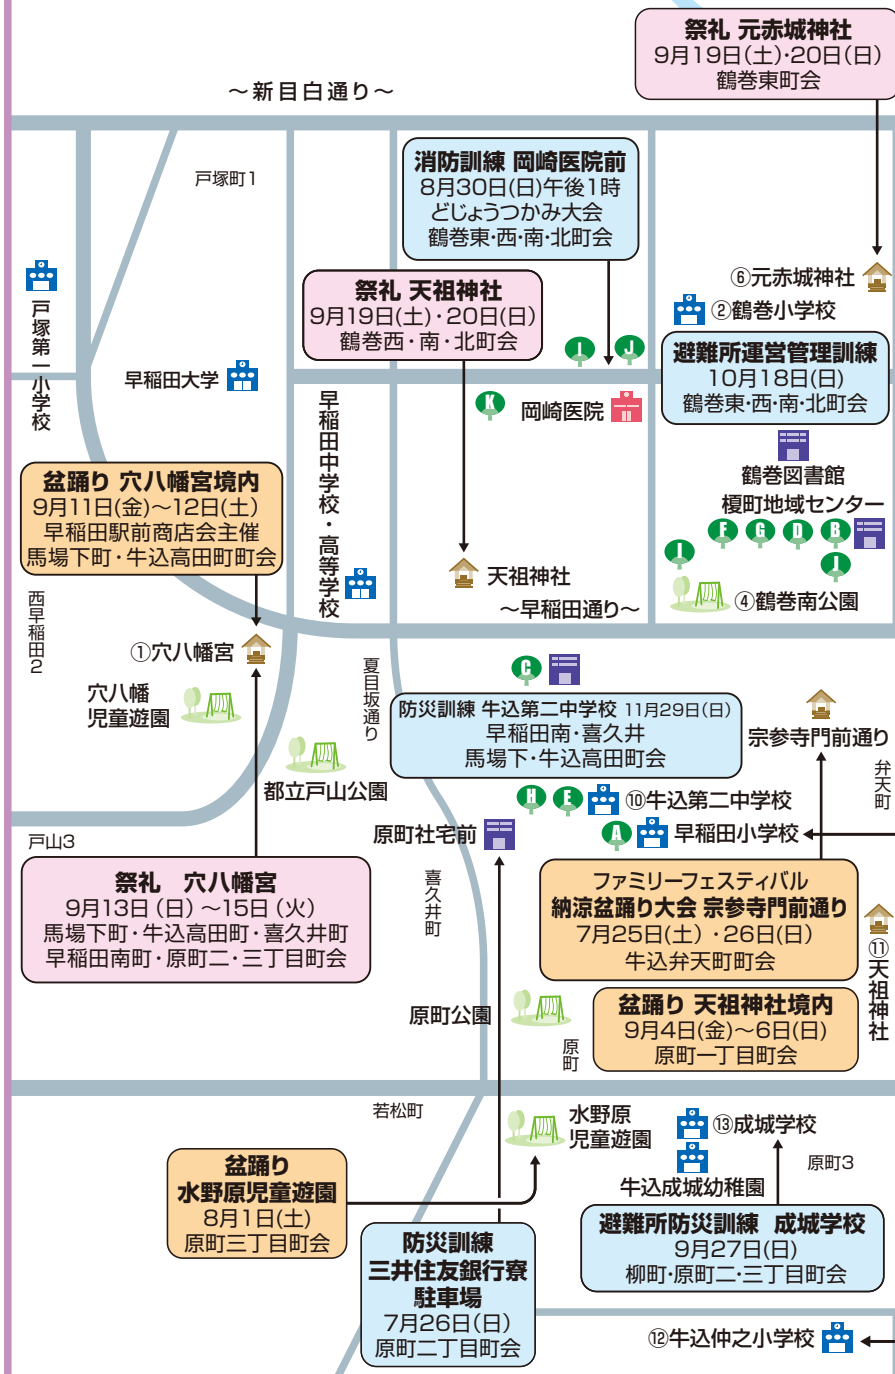 祭礼 元赤城神社
9月19日(土)・20日(日)
鶴巻東町会
〜新目白通り〜
戸塚町1
消防訓練 岡崎医院前
8月30日(日)午後1時
どじょうつかみ大会
鶴巻東・西・南・北町会
⑥元赤城神社
②鶴巻小学校
戸塚第一小学校
祭礼 天祖神社
9月19日(土)・20日(日)
鶴巻西・南・北町会
I
J
避難所運営管理訓練
10月18日(日)
鶴巻東・西・南・北町会
早稲田大学
早稲田中学校・高等学校
K
岡崎医院
鶴巻図書館
榎町地域センター
F
G
D
B
I
J
④鶴巻南公園
盆踊り 穴八幡宮境内
9月11日(金)〜12日(土)
早稲田駅前商店会主催
馬場下町・牛込高田町町会
天祖神社
〜早稲田通り〜
西早稲田2
①穴八幡宮
穴八幡
児童遊園
夏目坂通り
C
都立戸山公園
防災訓練 牛込第二中学校 11月29日(日)
早稲田南・喜久井
馬場下・牛込高田町会
宗参寺門前通り
弁天町
H
E
⑩牛込第二中学校
原町社宅前
A
早稲田小学校
戸山3
祭礼 穴八幡宮
9月13日(日)〜15日(火)
馬場下町・牛込高田町・喜久井町
早稲田南町・原町二・三丁目町会
喜久井町
ファミリーフェスティバル
納涼盆踊り大会 宗参寺門前通り
7月25日(土)・26日(日)
牛込弁天町町会
⑪天祖神社
原町公園
盆踊り 天祖神社境内
9月4日(金)〜6日(日)
原町一丁目町会
原町
若松町
水野原
児童遊園
⑬成城学校
牛込成城幼稚園
原町3
盆踊り
水野原児童遊園
8月1日(土)
原町三丁目町会
防災訓練
三井住友銀行寮
駐車場
7月26日(日)
原町二丁目町会
避難所防災訓練 成城学校
9月27日(日)
柳町・原町二・三丁目町会
⑫牛込仲之小学校